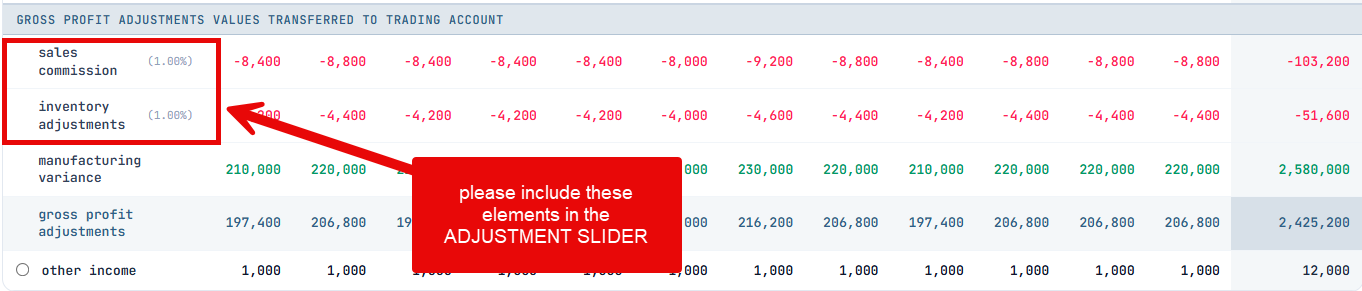 GROSS PROFIT ADJUSTMENTS VALUES TRANSFERRED TO TRADING ACCOUNT
sales commission (1.00%) -8,400 -8,800 -8,400 -8,400 -8,400 -8,000 -9,200 -8,800 -8,400 -8,800 -8,800 -8,800 -103,200
inventory adjustments (1.00%) -4,400 -4,200 -4,200 -4,200 -4,000 -4,600 -4,400 -4,200 -4,400 -4,400 -4,400 -51,600
manufacturing variance 210,000 220,000 230,000 220,000 210,000 220,000 220,000 220,000 2,580,000
gross profit adjustments 197,400 206,800 216,200 206,800 197,400 206,800 206,800 206,800 2,425,200
other income 1,000 1,000 1,000 1,000 1,000 1,000 1,000 1,000 1,000 12,000
please include these
elements in the
ADJUSTMENT SLIDER